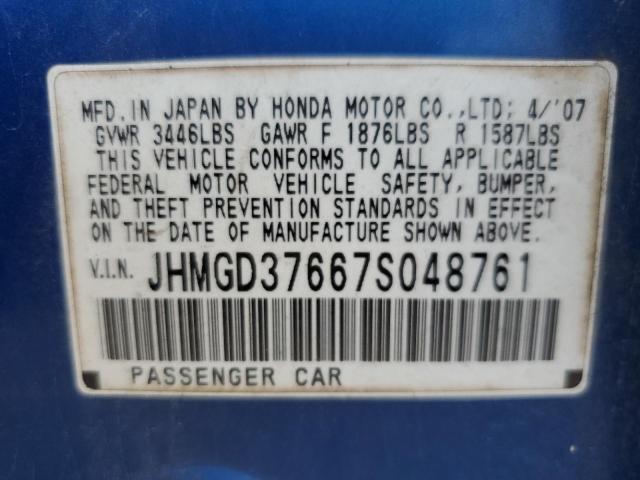 MFD. IN JAPAN BY HONDA MOTOR CO.,LTD; 4/'07
GVWR 3446LBS GAWR F 1876LBS R 1587LBS
THIS VEHICLE CONFORMS TO ALL APPLICABLE
FEDERAL MOTOR VEHICLE SAFETY, BUMPER,
AND THEFT PREVENTION STANDARDS IN EFFECT
ON THE DATE OF MANUFACTURE SHOWN ABOVE.
V.I.N. JHMGD37667S048761
PASSENGER CAR